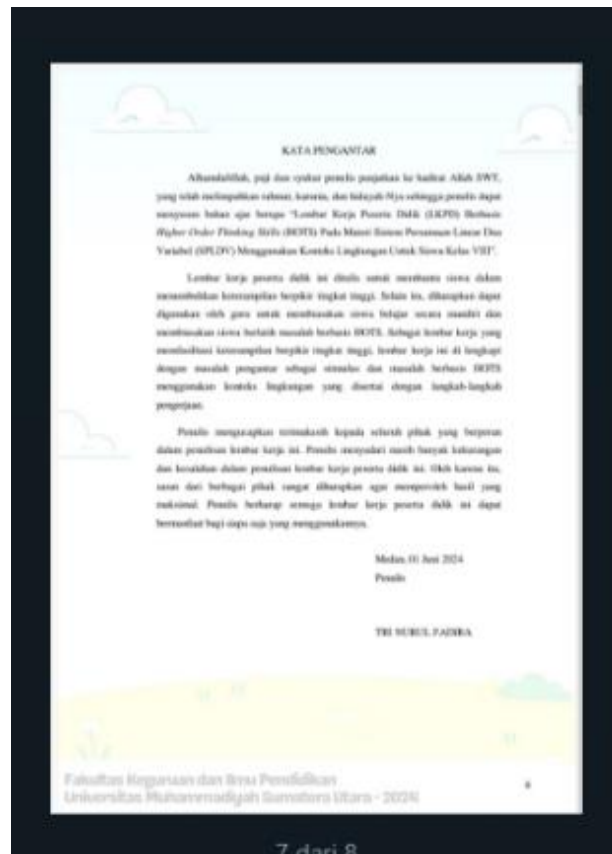 KATA PENGANTAR
Alhamdulillah, puji dan syukur penulis panjatkan ke hadirat Allah SWT,
yang telah melimpahkan rahmat, karunia, dan hidayah-Nya sehingga penulis dapat
menyusun bahan ajar berupa "Lembar Kerja Peserta Didik (LKPD) Berbasis
Higher Order Thinking Skills (HOTS) Pada Materi Sistem Persamaan Linear Dua
Variabel (SPLDV) Menggunakan Konteks Lingkungan Untuk Siswa Kelas VIII".
Lembar kerja peserta didik ini ditulis untuk membantu siswa dalam
menumbuhkan keterampilan berpikir tingkat tinggi. Selain itu, diharapkan dapat
digunakan oleh guru untuk membiasakan siswa belajar secara mandiri dan
membiasakan siswa berlatih masalah berbasis HOTS. Sebagai lembar kerja yang
memfasilitasi keterampilan berpikir tingkat tinggi, lembar kerja ini di lengkapi
dengan masalah pengantar sebagai stimulus dan masalah berbasis HOTS
menggunakan konteks lingkungan yang disertai dengan langkah-langkah
pengerjaan.
Penulis mengucapkan terimakasih kepada seluruh pihak yang berperan
dalam penulisan lembar kerja ini. Penulis menyadari masih banyak kekurangan
dan kesalahan dalam penulisan lembar kerja peserta didik ini. Oleh karena itu,
saran dari berbagai pihak sangat diharapkan agar memperoleh hasil yang
maksimal. Penulis berharap semoga lembar kerja peserta didik ini dapat
bermanfaat bagi siapa saja yang menggunakannya.
Medan, 01 Juni 2024
Penulis
TRI NURUL FADIRA
Fakultas Keguruan dan Ilmu Pendidikan
Universitas Muhammadiyah Sumatera Utara - 2024
7 dari 8